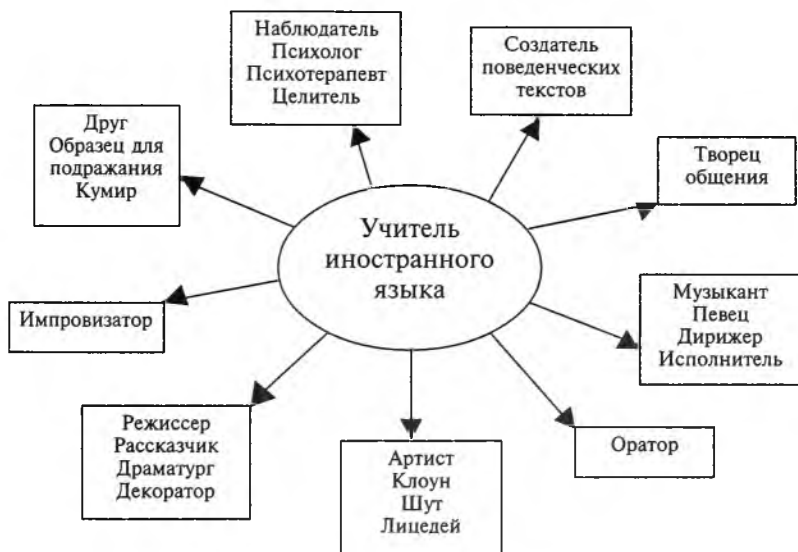 Наблюдатель
Психолог
Психотерапевт
Целитель
Создатель
поведенческих
текстов
Друг
Образец для
подражания
Кумир
Творец
общения
Учитель
иностранного
языка
Импровизатор
Музыкант
Певец
Дирижер
Исполнитель
Режиссер
Рассказчик
Драматург
Декоратор
Артист
Клоун
Шут
Лицедей
Оратор